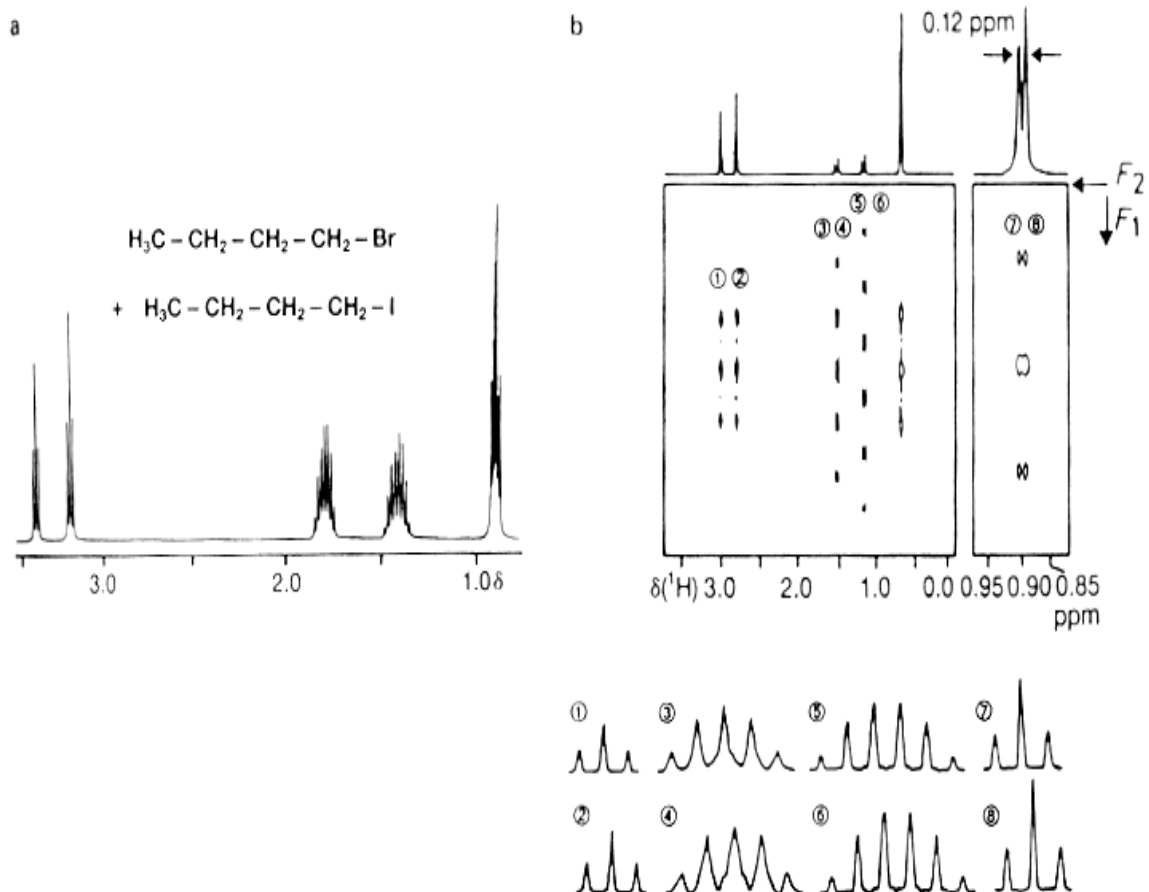 a
H₃C – CH₂ – CH₂ – CH₂ – Br
+ H₃C – CH₂ – CH₂ – CH₂ – I
3.0 2.0 1.0δ
b
0.12 ppm
F₂
F₁
⑤ ⑥
③ ④
⑦ ⑧
① ②
δ(¹H) 3.0 2.0 1.0 0.0 0.95 0.90 0.85
ppm
① ③ ⑤ ⑦
② ④ ⑥ ⑧